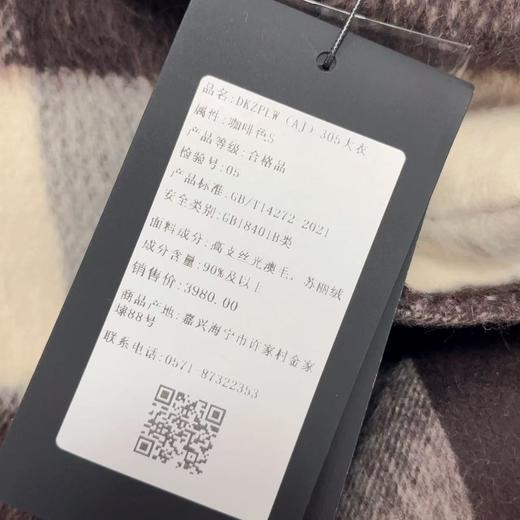 品名:DKZPLW（AJ）305大衣
属性:咖啡色S
产品等级:合格品
检验号:05
产品标准:GB/T14272-2021
安全类别:GB18401B类
面料成分:高支丝光澳毛、苏丽绒
成分含量:90%及以上
销售价:3980.00
商品产地:嘉兴海宁市许家村金家
埭88号
联系电话:0571-87322353